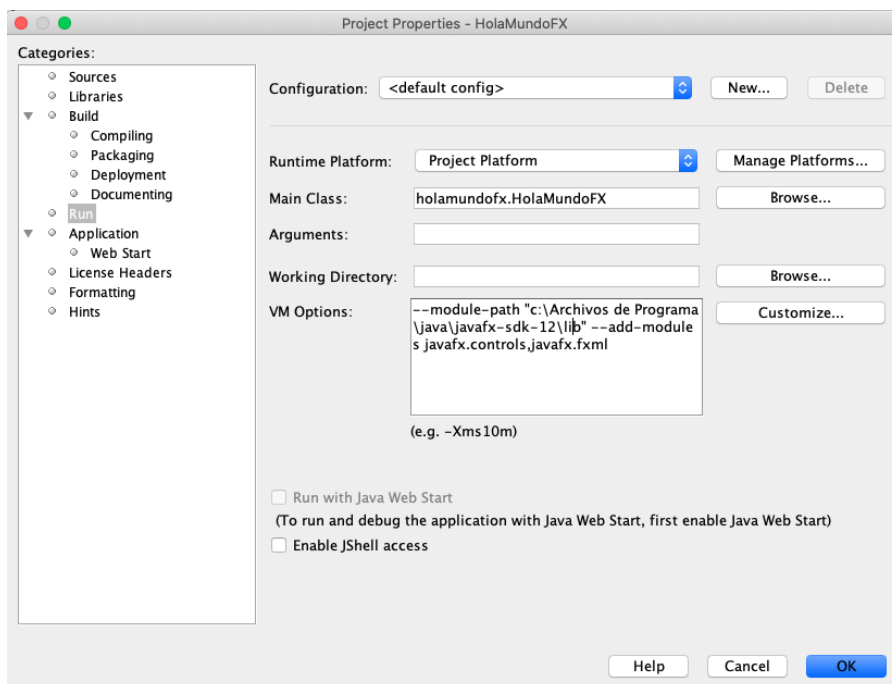 Project Properties - HolaMundoFX
Categories:
Sources
Libraries
Build
Compiling
Packaging
Deployment
Documenting
Run
Application
Web Start
License Headers
Formatting
Hints
Configuration: <default config> New... Delete
Runtime Platform: Project Platform Manage Platforms...
Main Class: holamundofx.HolaMundoFX Browse...
Arguments:
Working Directory: Browse...
VM Options: --module-path "c:\Archivos de Programa Customize...
\java\javafx-sdk-12\lib" --add-module
s javafx.controls,javafx.fxml
(e.g. -Xms10m)
Run with Java Web Start
(To run and debug the application with Java Web Start, first enable Java Web Start)
Enable JShell access
Help Cancel OK